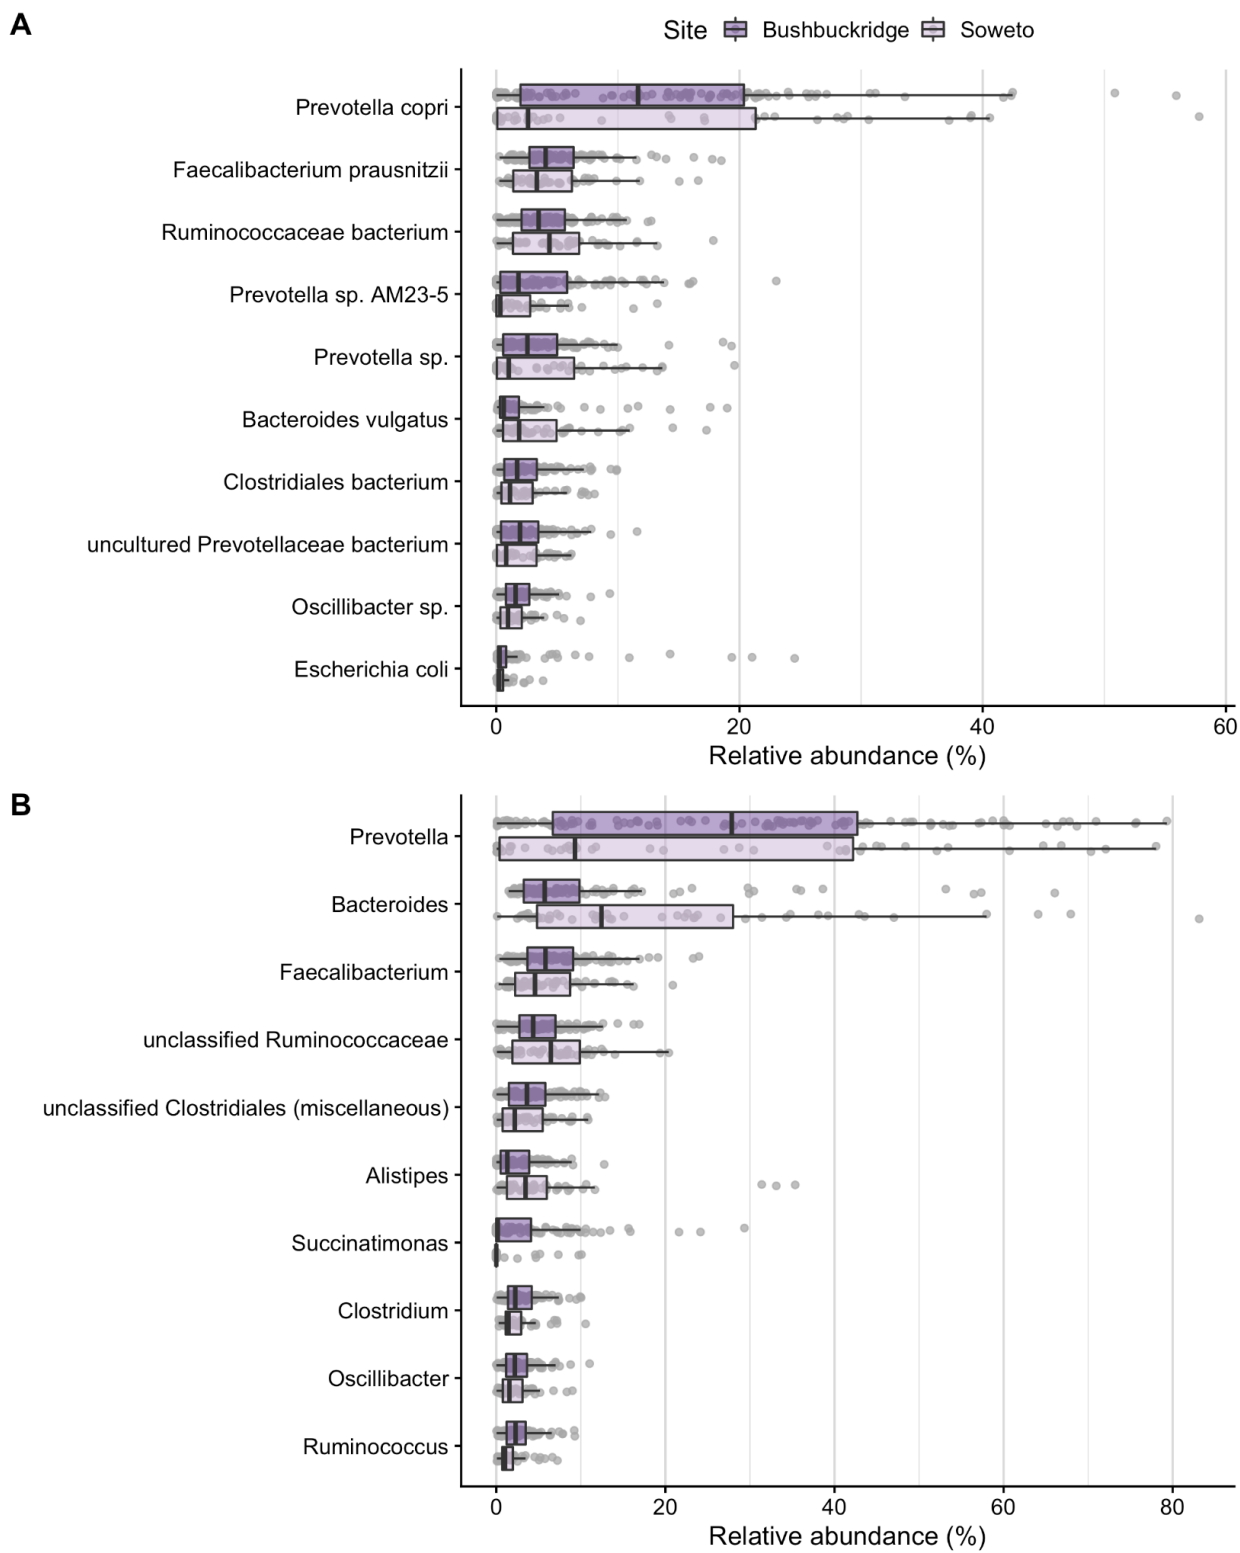 A
Site Bushbuckridge Soweto
Prevotella copri
Faecalibacterium prausnitzii
Ruminococcaceae bacterium
Prevotella sp. AM23-5
Prevotella sp.
Bacteroides vulgatus
Clostridiales bacterium
uncultured Prevotellaceae bacterium
Oscillibacter sp.
Escherichia coli
0 20 40 60
Relative abundance (%)
B
Prevotella
Bacteroides
Faecalibacterium
unclassified Ruminococcaceae
unclassified Clostridiales (miscellaneous)
Alistipes
Succinatimonas
Clostridium
Oscillibacter
Ruminococcus
0 20 40 60 80
Relative abundance (%)